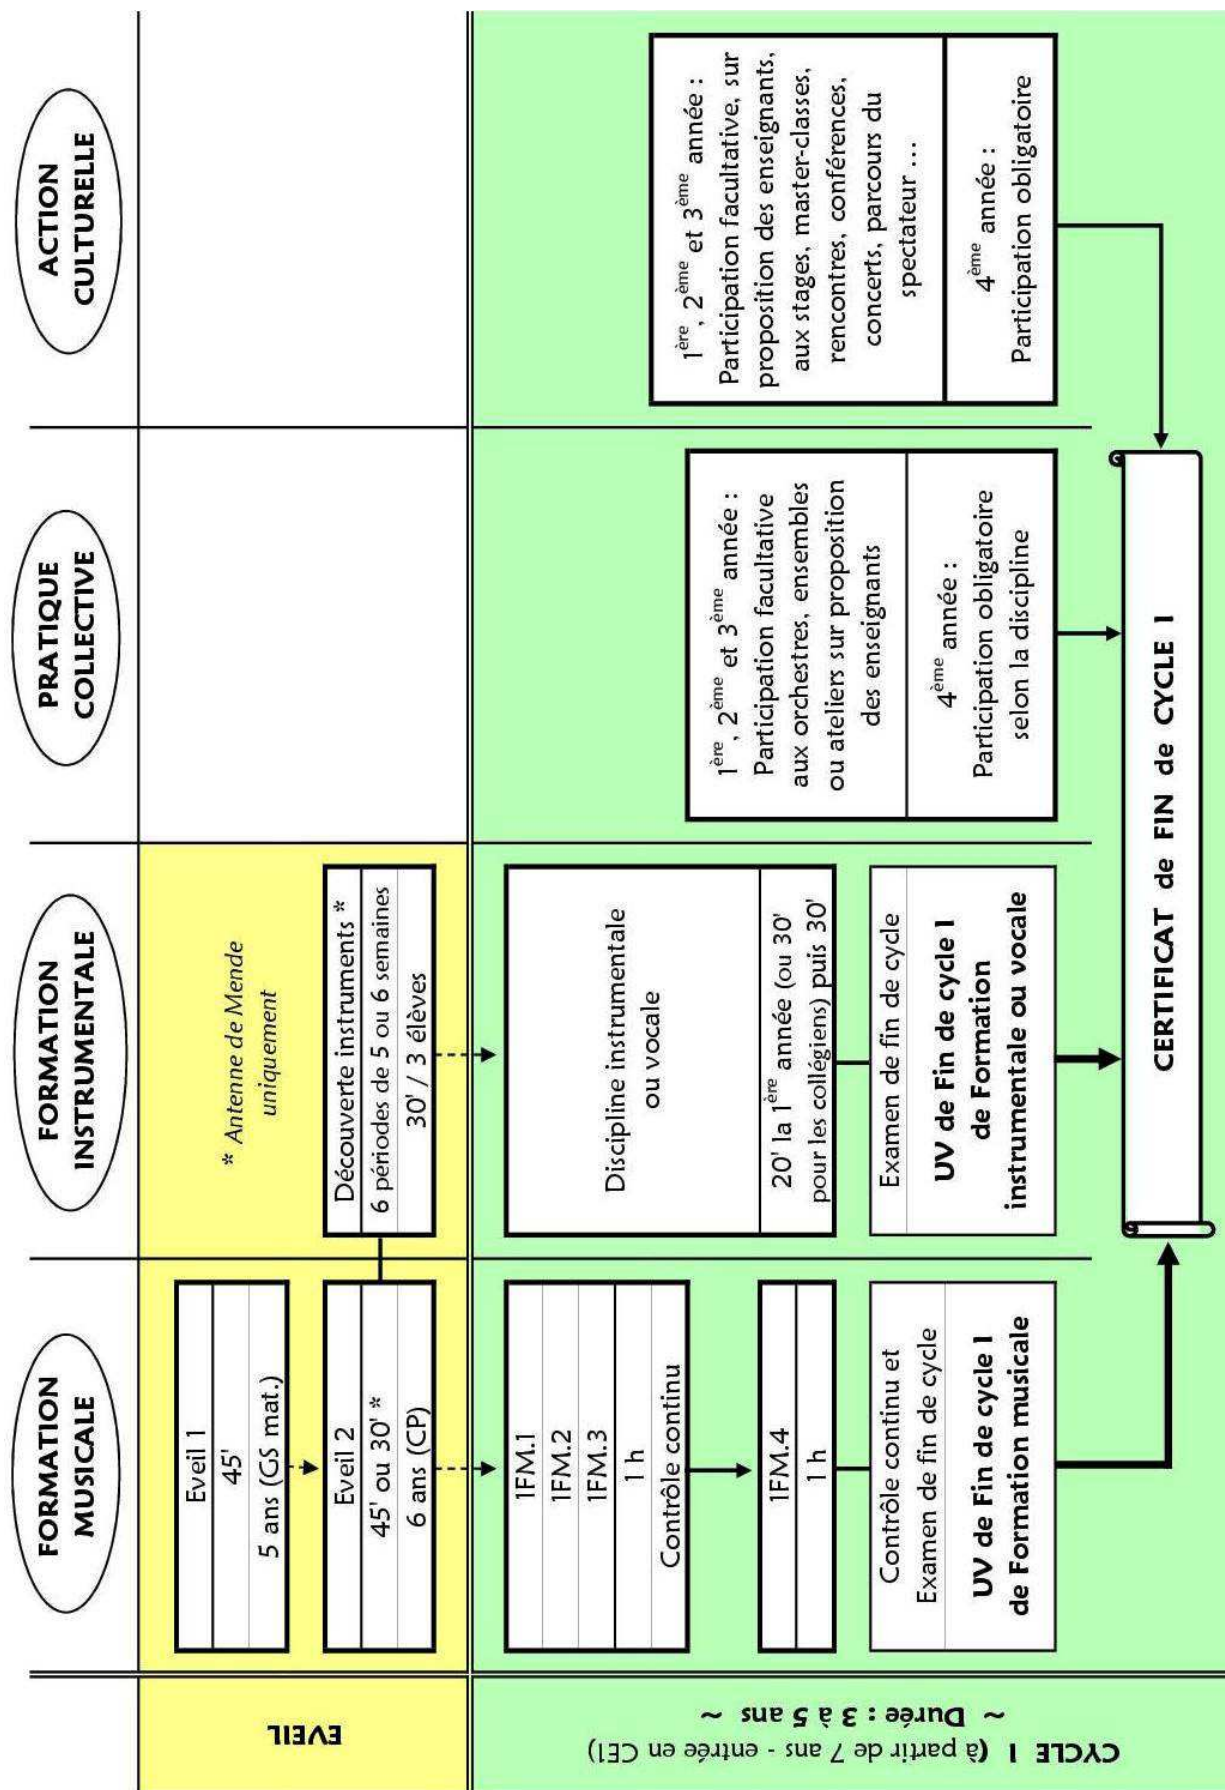 FORMATION
MUSICALE
FORMATION
INSTRUMENTALE
PRATIQUE
COLLECTIVE
ACTION
CULTURELLE
EVEIL
Eveil 1
45'
5 ans (GS mat.)
Eveil 2
45' ou 30' *
6 ans (CP)
* Antenne de Mende
uniquement
Découverte instruments *
6 périodes de 5 ou 6 semaines
30' / 3 élèves
CYCLE I (à partir de 7 ans - entrée en CE1)
~ Durée : 3 à 5 ans ~
1FM.1
1FM.2
1FM.3
1 h
Contrôle continu
1FM.4
1 h
Contrôle continu et
Examen de fin de cycle
UV de Fin de cycle I
de Formation musicale
Discipline instrumentale
ou vocale
20' la 1ère année (ou 30'
pour les collégiens) puis 30'
Examen de fin de cycle
UV de Fin de cycle I
de Formation
instrumentale ou vocale
1ère, 2ème et 3ème année :
Participation facultative
aux orchestres, ensembles
ou ateliers sur proposition
des enseignants
4ème année :
Participation obligatoire
selon la discipline
1ère, 2ème et 3ème année :
Participation facultative, sur
proposition des enseignants,
aux stages, master-classes,
rencontres, conférences,
concerts, parcours du
spectateur ...
4ème année :
Participation obligatoire
CERTIFICAT de FIN de CYCLE I